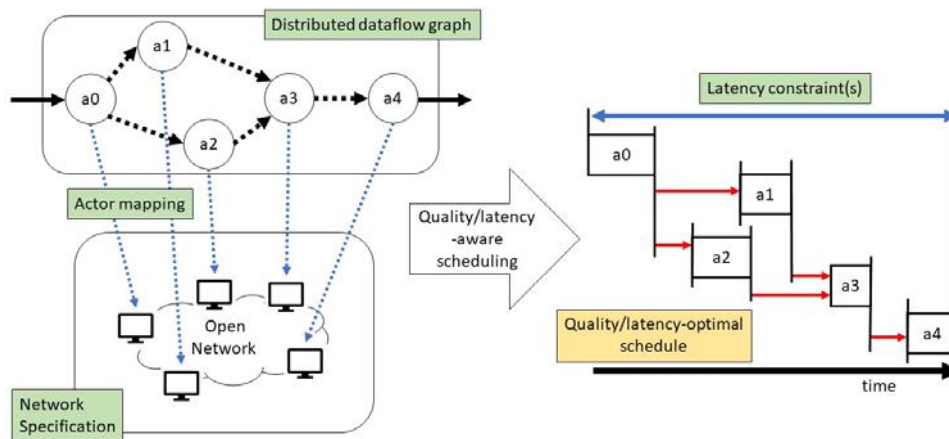 Distributed dataflow graph
a0
a1
a2
a3
a4
Actor mapping
Open
Network
Network
Specification
Quality/latency
-aware
scheduling
Latency constraint(s)
a0
a1
a2
a3
a4
Quality/latency-optimal
schedule
time